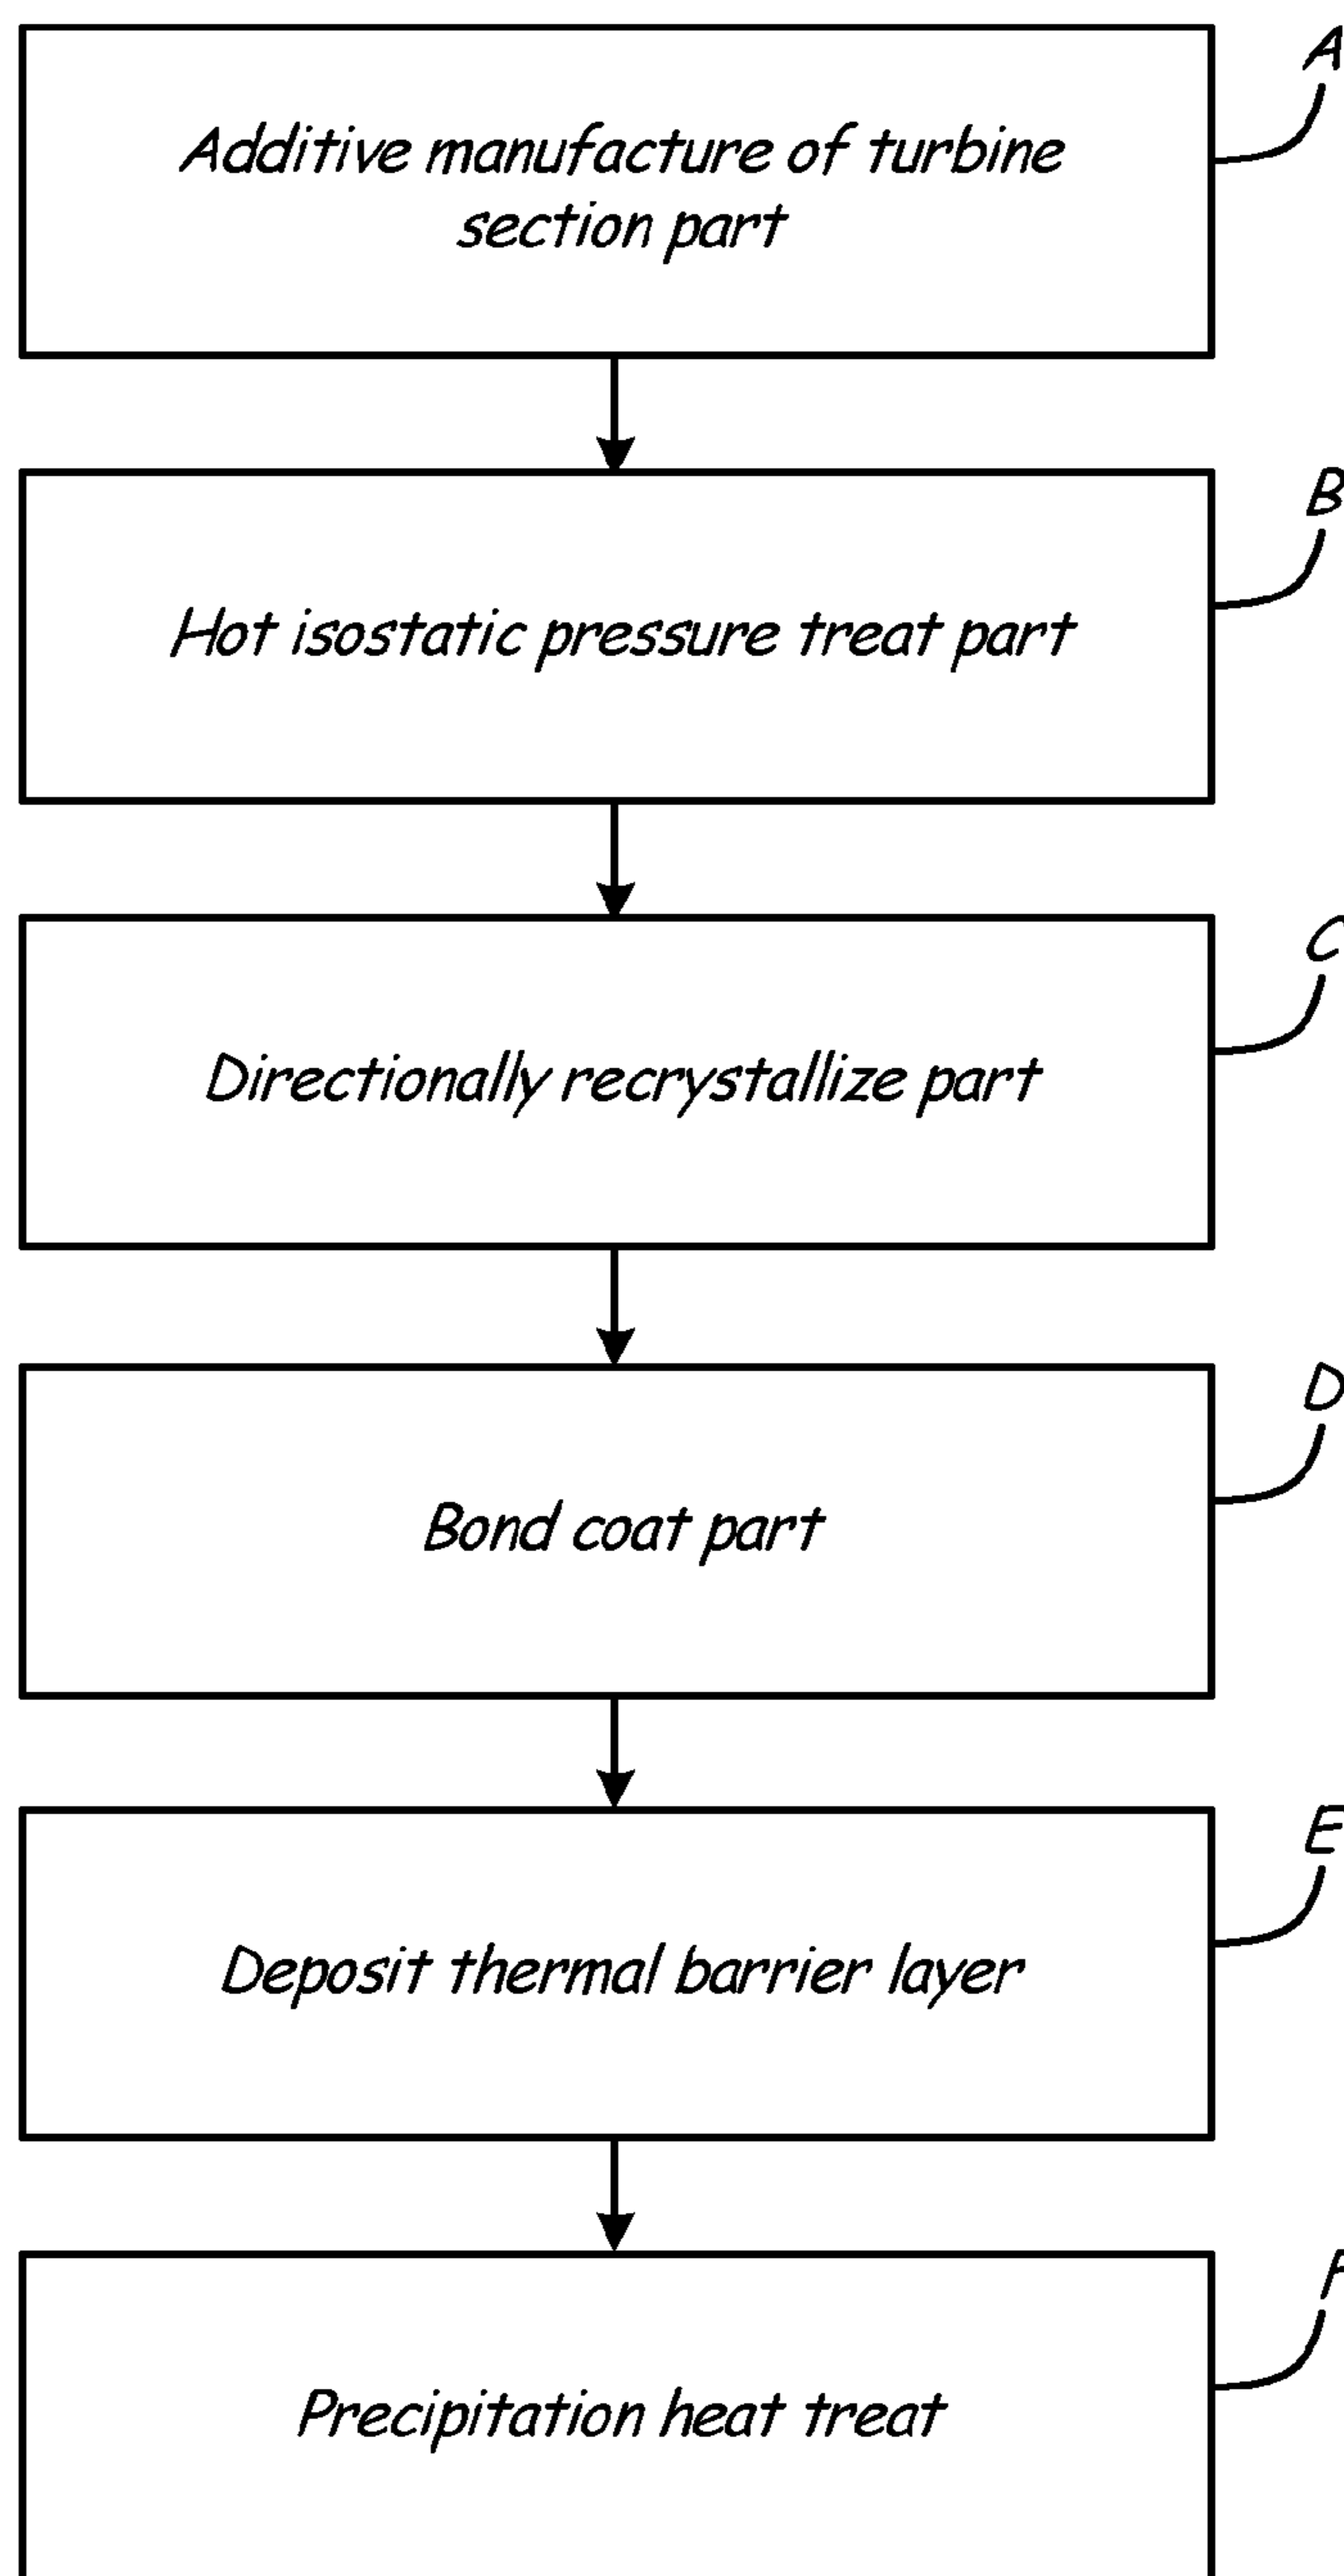 A
Additive manufacture of turbine
section part
B
Hot isostatic pressure treat part
C
Directionally recrystallize part
D
Bond coat part
E
Deposit thermal barrier layer
F
Precipitation heat treat